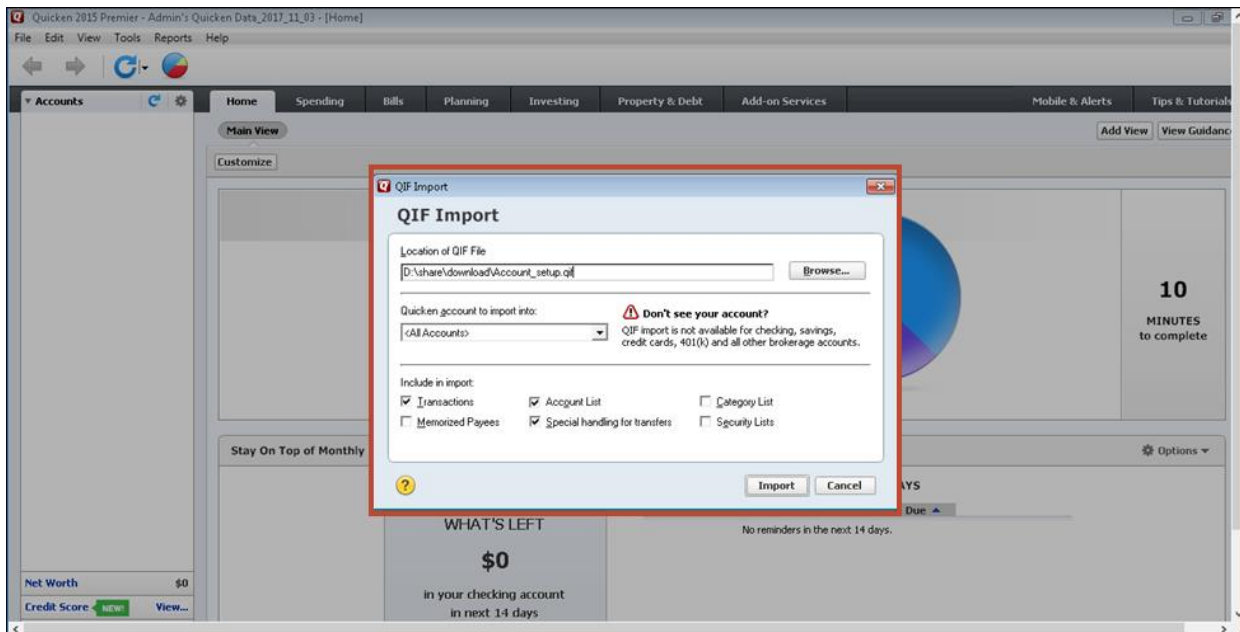 Quicken 2015 Premier - Admin's Quicken Data_2017_11_03 - [Home]
File Edit View Tools Reports Help
Accounts
Home Spending Bills Planning Investing Property & Debt Add-on Services Mobile & Alerts Tips & Tutorials
Main View
Add View View Guidanc
Customize
QIF Import
QIF Import
Location of QIF File
D:\share\download\Account_setup.qif
Browse...
Quicken account to import into:
<All Accounts>
Don't see your account?
QIF import is not available for checking, savings,
credit cards, 401(k) and all other brokerage accounts.
Include in import:
Transactions Account List Category List
Memorized Payees Special handling for transfers Security Lists
Import Cancel
10
MINUTES
to complete
Stay On Top of Monthly
Options
AYS
Due
No reminders in the next 14 days.
WHAT'S LEFT
$0
in your checking account
in next 14 days
Net Worth $0
Credit Score NEW! View...